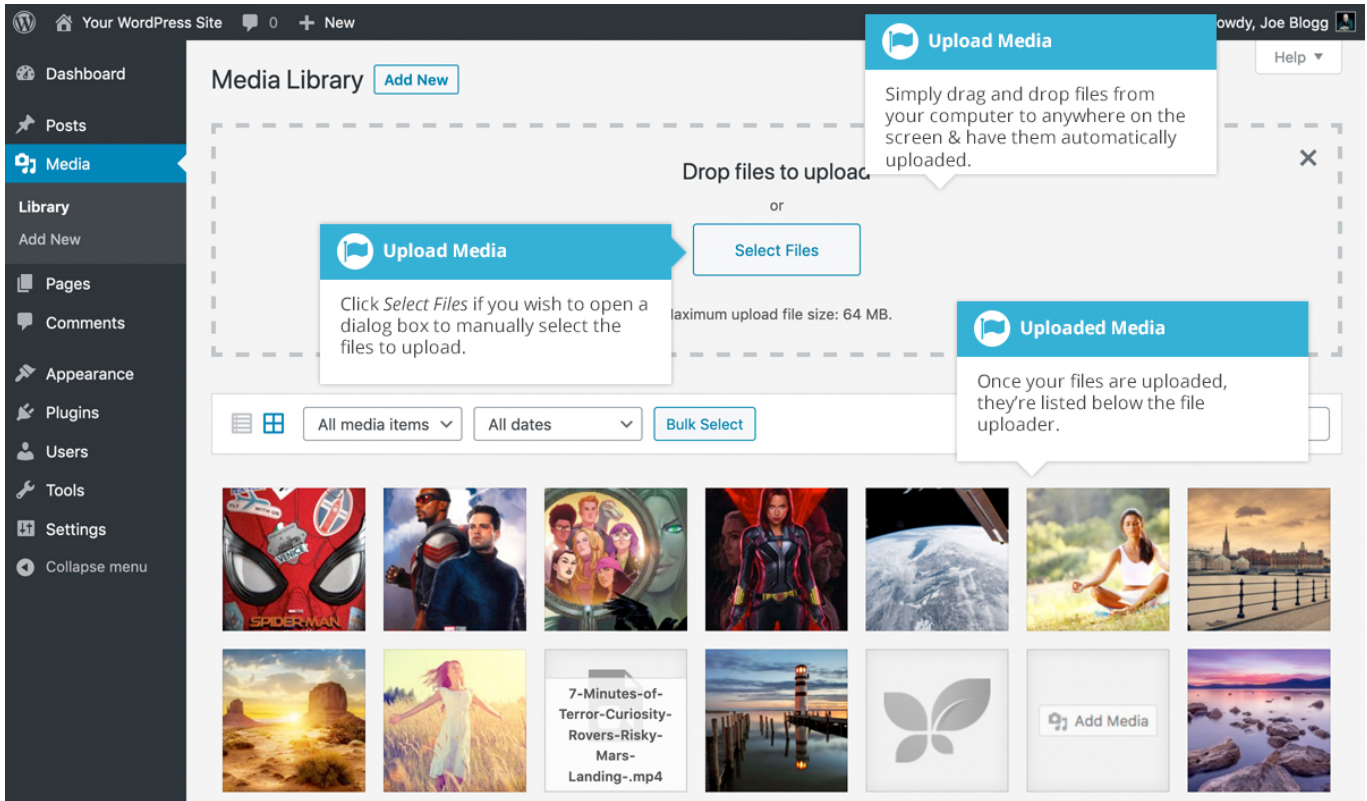 Your WordPress Site 0 + New
owdy, Joe Blogg
Dashboard
Posts
Media
Library
Add New
Pages
Comments
Appearance
Plugins
Users
Tools
Settings
Collapse menu
Media Library Add New
Help
Upload Media
Simply drag and drop files from
your computer to anywhere on the
screen & have them automatically
uploaded.
Drop files to upload
or
Select Files
Upload Media
Click Select Files if you wish to open a
dialog box to manually select the
files to upload.
aximum upload file size: 64 MB.
Uploaded Media
Once your files are uploaded,
they're listed below the file
uploader.
All media items All dates Bulk Select
FLY WITH US
VENICE
SPIDER-MAN
7-Minutes-of-
Terror-Curiosity-
Rovers-Risky-
Mars-
Landing-.mp4
Add Media